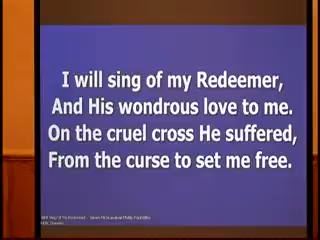 I will sing of my Redeemer,
And His wondrous love to me.
On the cruel cross He suffered,
From the curse to set me free.